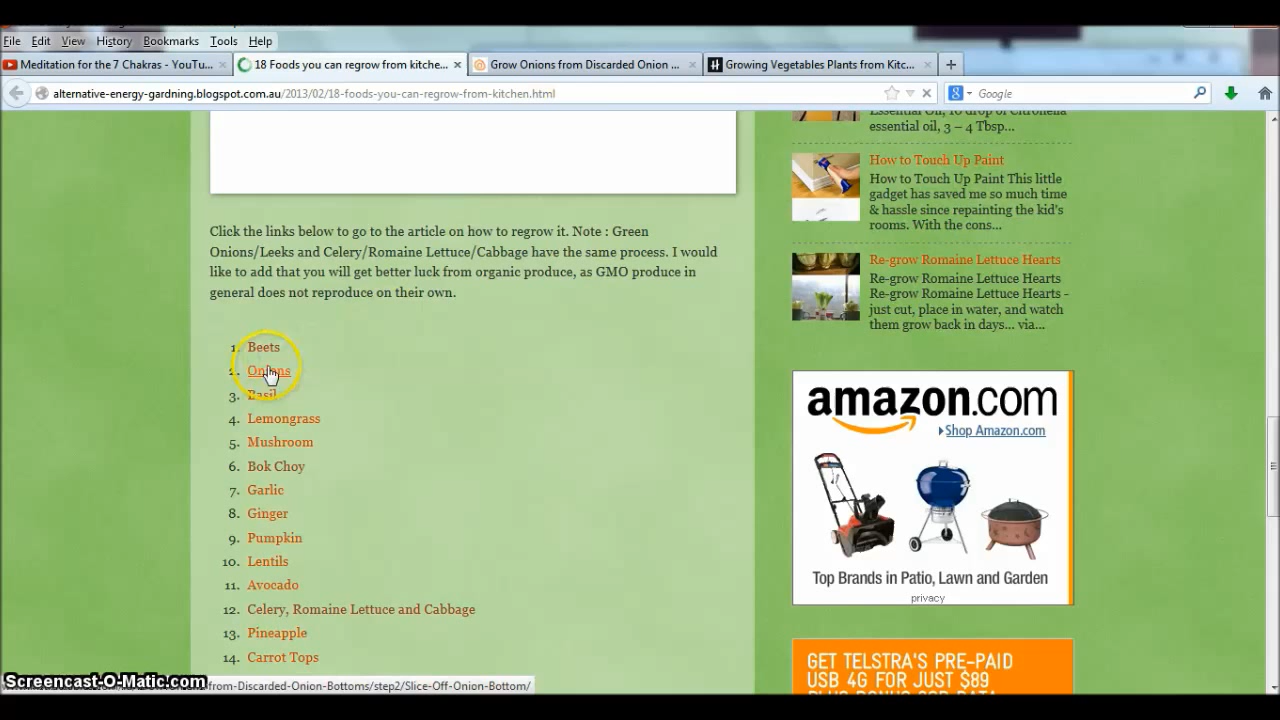 File Edit View History Bookmarks Tools Help
Meditation for the 7 Chakras - YouTu... × 18 Foods you can regrow from kitche... × Grow Onions from Discarded Onion ... × Growing Vegetables Plants from Kitc... × +
alternative-energy-gardning.blogspot.com.au/2013/02/18-foods-you-can-regrow-from-kitchen.html
Google
Click the links below to go to the article on how to regrow it. Note : Green
Onions/Leeks and Celery/Romaine Lettuce/Cabbage have the same process. I would
like to add that you will get better luck from organic produce, as GMO produce in
general does not reproduce on their own.
1. Beets
2. Onions
3. Basil
4. Lemongrass
5. Mushroom
6. Bok Choy
7. Garlic
8. Ginger
9. Pumpkin
10. Lentils
11. Avocado
12. Celery, Romaine Lettuce and Cabbage
13. Pineapple
14. Carrot Tops
Essential Oil, 10 drop of Citronella
essential oil, 3 – 4 Tbsp...
How to Touch Up Paint
How to Touch Up Paint This little
gadget has saved me so much time
& hassle since repainting the kid's
rooms. With the cons...
Re-grow Romaine Lettuce Hearts
Re-grow Romaine Lettuce Hearts
Re-grow Romaine Lettuce Hearts -
just cut, place in water, and watch
them grow back in days... via...
amazon.com
Shop Amazon.com
Top Brands in Patio, Lawn and Garden
privacy
GET TELSTRA'S PRE-PAID
USB 4G FOR JUST $89
Screencast-O-Matic.com
from-Discarded-Onion-Bottoms/step2/Slice-Off-Onion-Bottom/